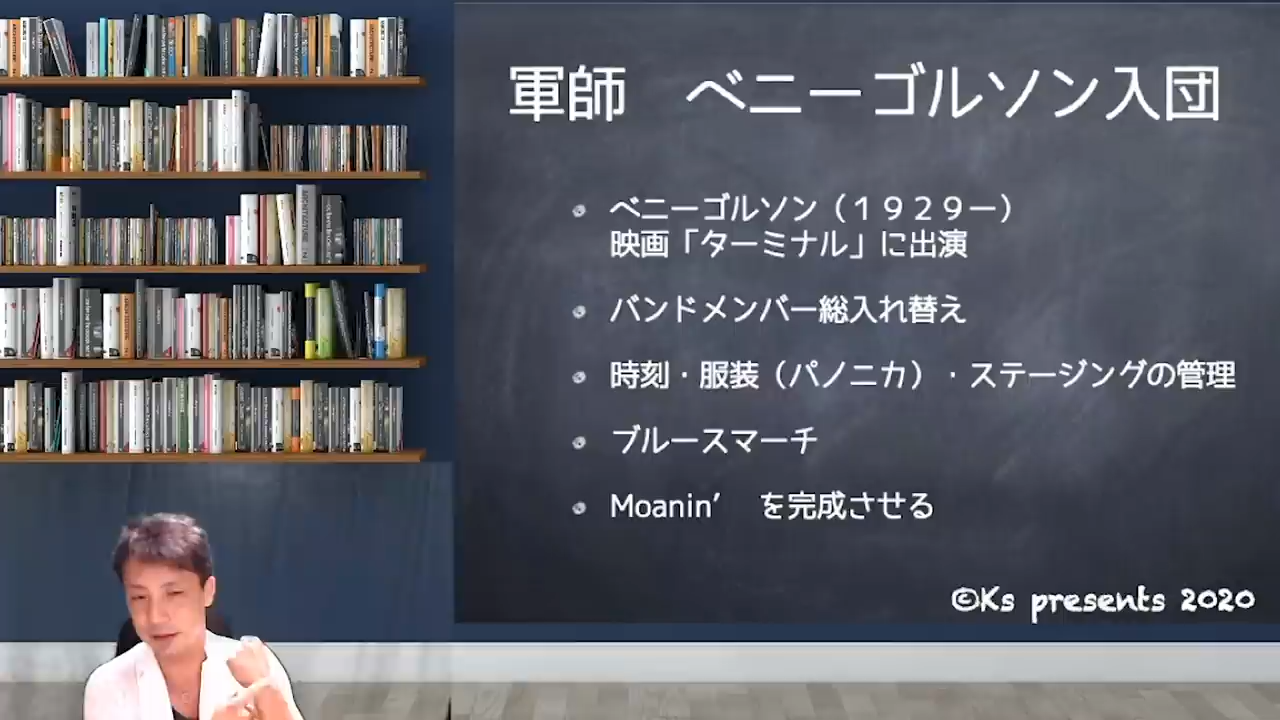 軍師　ベニーゴルソン入団
ベニーゴルソン（１９２９ー）
映画「ターミナル」に出演
バンドメンバー総入れ替え
時刻・服装（パノニカ）・ステージングの管理
ブルースマーチ
Moanin’　を完成させる
©Ks presents 2020